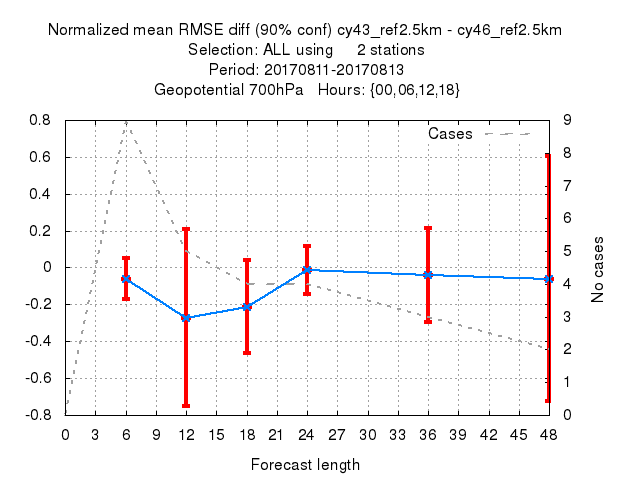 Normalized mean RMSE diff (90% conf) cy43_ref2.5km - cy46_ref2.5km
Selection: ALL using     2 stations
Period: 20170811-20170813
Geopotential 700hPa   Hours: {00,06,12,18}
Cases
0.8
0.6
0.4
0.2
0
-0.2
-0.4
-0.6
-0.8
9
8
7
6
5
4
3
2
1
0
No cases
0 3 6 9 12 15 18 21 24 27 30 33 36 39 42 45 48
Forecast length